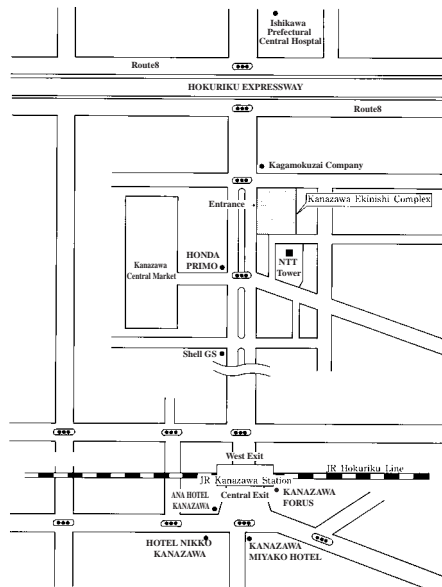 Ishikawa
Prefectural
Central Hosptal
Route8
HOKURIKU EXPRESSWAY
Route8
Kagamokuzai Company
Entrance
Kanazawa Ekinishi Complex
Kanazawa
Central Market
HONDA
PRIMO
NTT
Tower
Shell GS
West Exit
JR Hokuriku Line
JR Kanazawa Station
ANA HOTEL
KANAZAWA
Central Exit
KANAZAWA
FORUS
HOTEL NIKKO
KANAZAWA
KANAZAWA
MIYAKO HOTEL